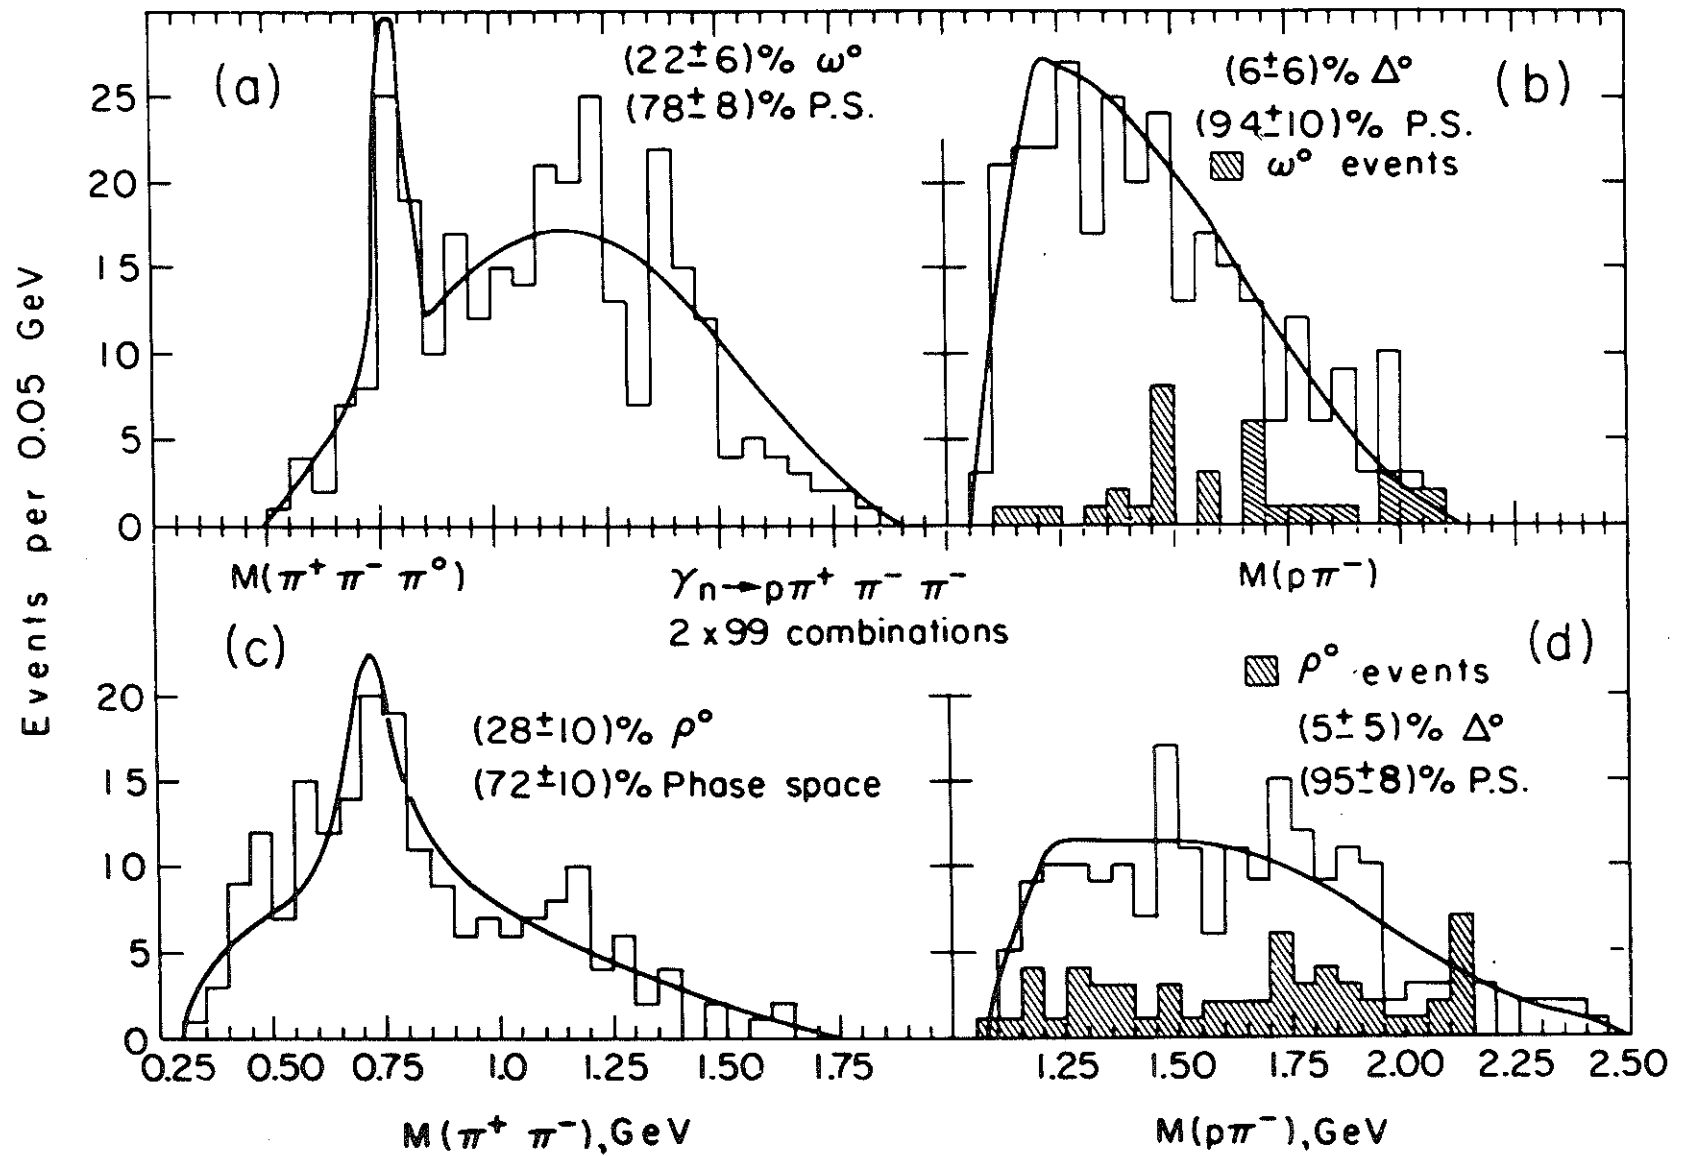 Events per 0.05 GeV
(a)
(22±6)% ω°
(78±8)% P.S.
25
20
15
10
5
0
M(π⁺ π⁻ π°)
(b)
(6±6)% Δ°
(94±10)% P.S.
ω° events
M(pπ⁻)
γn→pπ⁺ π⁻ π⁻
2 x 99 combinations
(c)
(28±10)% ρ°
(72±10)% Phase space
20
15
10
5
0
0.25 0.50 0.75 1.0 1.25 1.50 1.75
M(π⁺ π⁻), GeV
(d)
ρ° events
(5±5)% Δ°
(95±8)% P.S.
1.25 1.50 1.75 2.00 2.25 2.50
M(pπ⁻), GeV